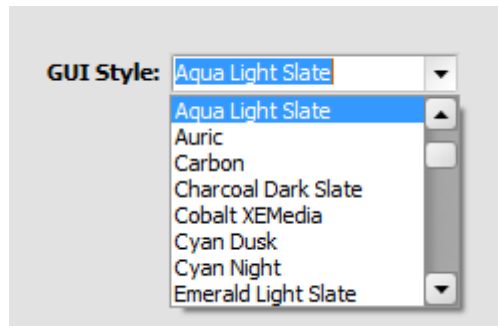 GUI Style: Aqua Light Slate
Aqua Light Slate
Auric
Carbon
Charcoal Dark Slate
Cobalt XEMedia
Cyan Dusk
Cyan Night
Emerald Light Slate